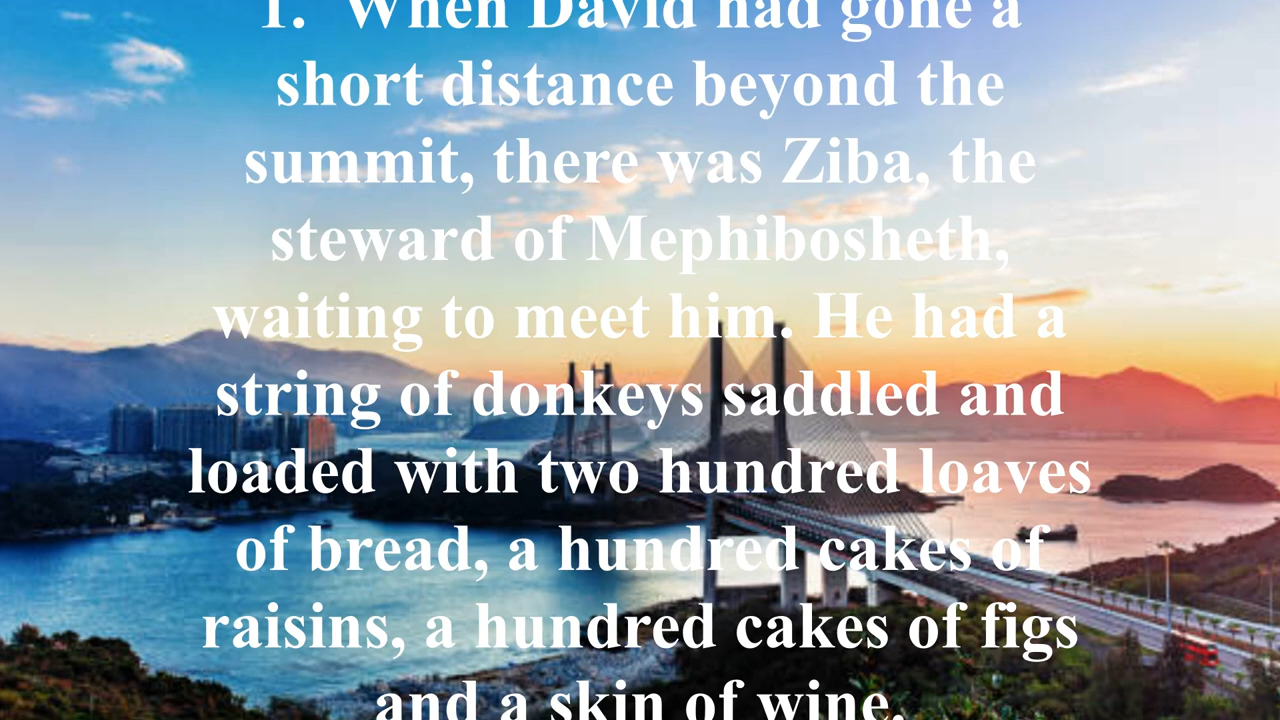 1. When David had gone a
short distance beyond the
summit, there was Ziba, the
steward of Mephibosheth,
waiting to meet him. He had a
string of donkeys saddled and
loaded with two hundred loaves
of bread, a hundred cakes of
raisins, a hundred cakes of figs
and a skin of wine.